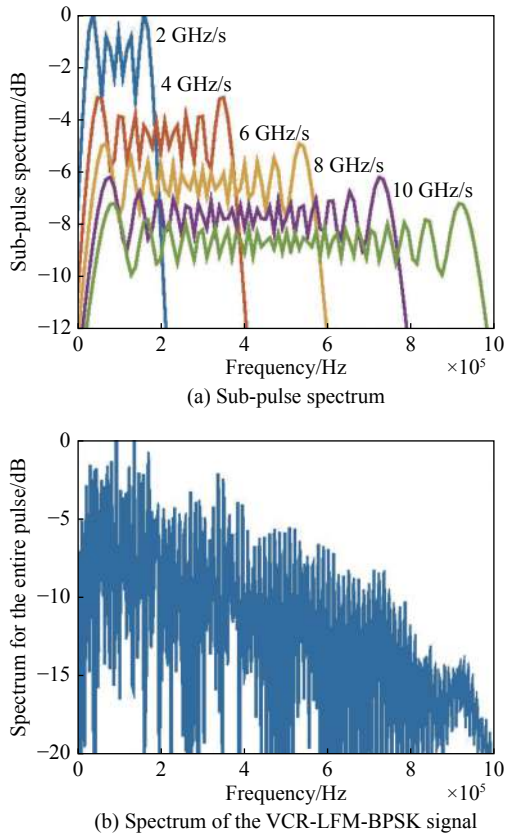 0
−2
−4
−6
−8
−10
−12
Sub-pulse spectrum/dB
2 GHz/s
4 GHz/s
6 GHz/s
8 GHz/s
10 GHz/s
0 2 4 6 8 10
Frequency/Hz ×10⁵
(a) Sub-pulse spectrum
0
−5
−10
−15
−20
Spectrum for the entire pulse/dB
0 2 4 6 8 10
Frequency/Hz ×10⁵
(b) Spectrum of the VCR-LFM-BPSK signal